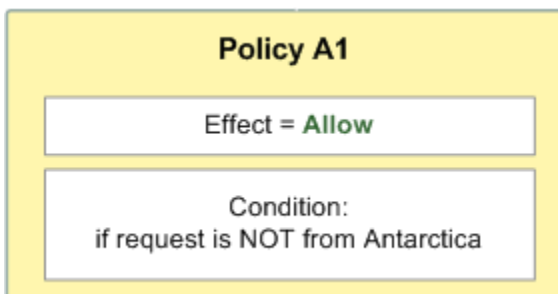 Policy A1
Effect = Allow
Condition:
if request is NOT from Antarctica